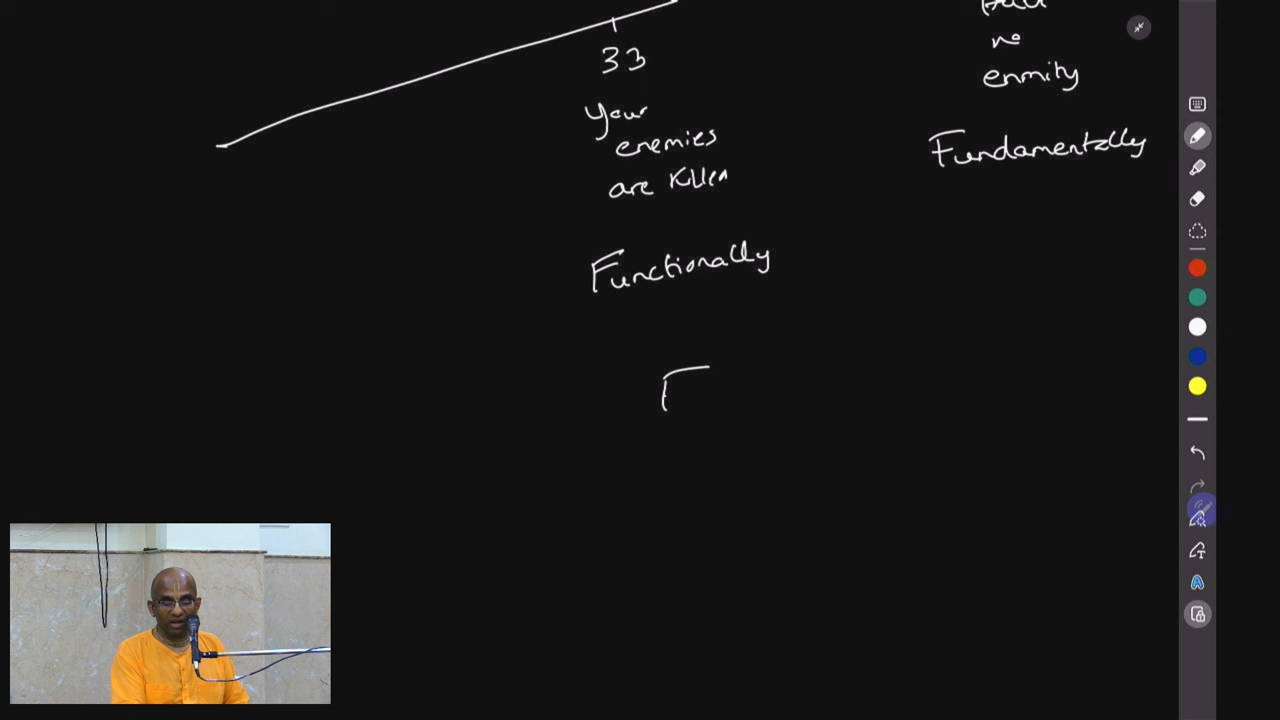 33
Your
enemies
are killed
Functionally
no
enmity
Fundamentally